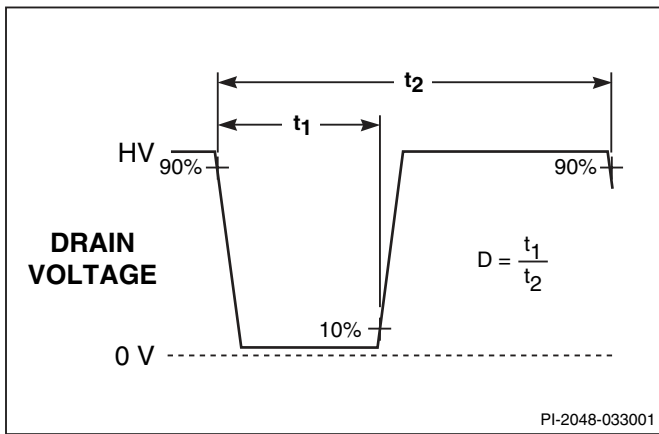 t2
t1
HV
90%
90%
DRAIN
VOLTAGE
D = t1
t2
10%
0 V
PI-2048-033001